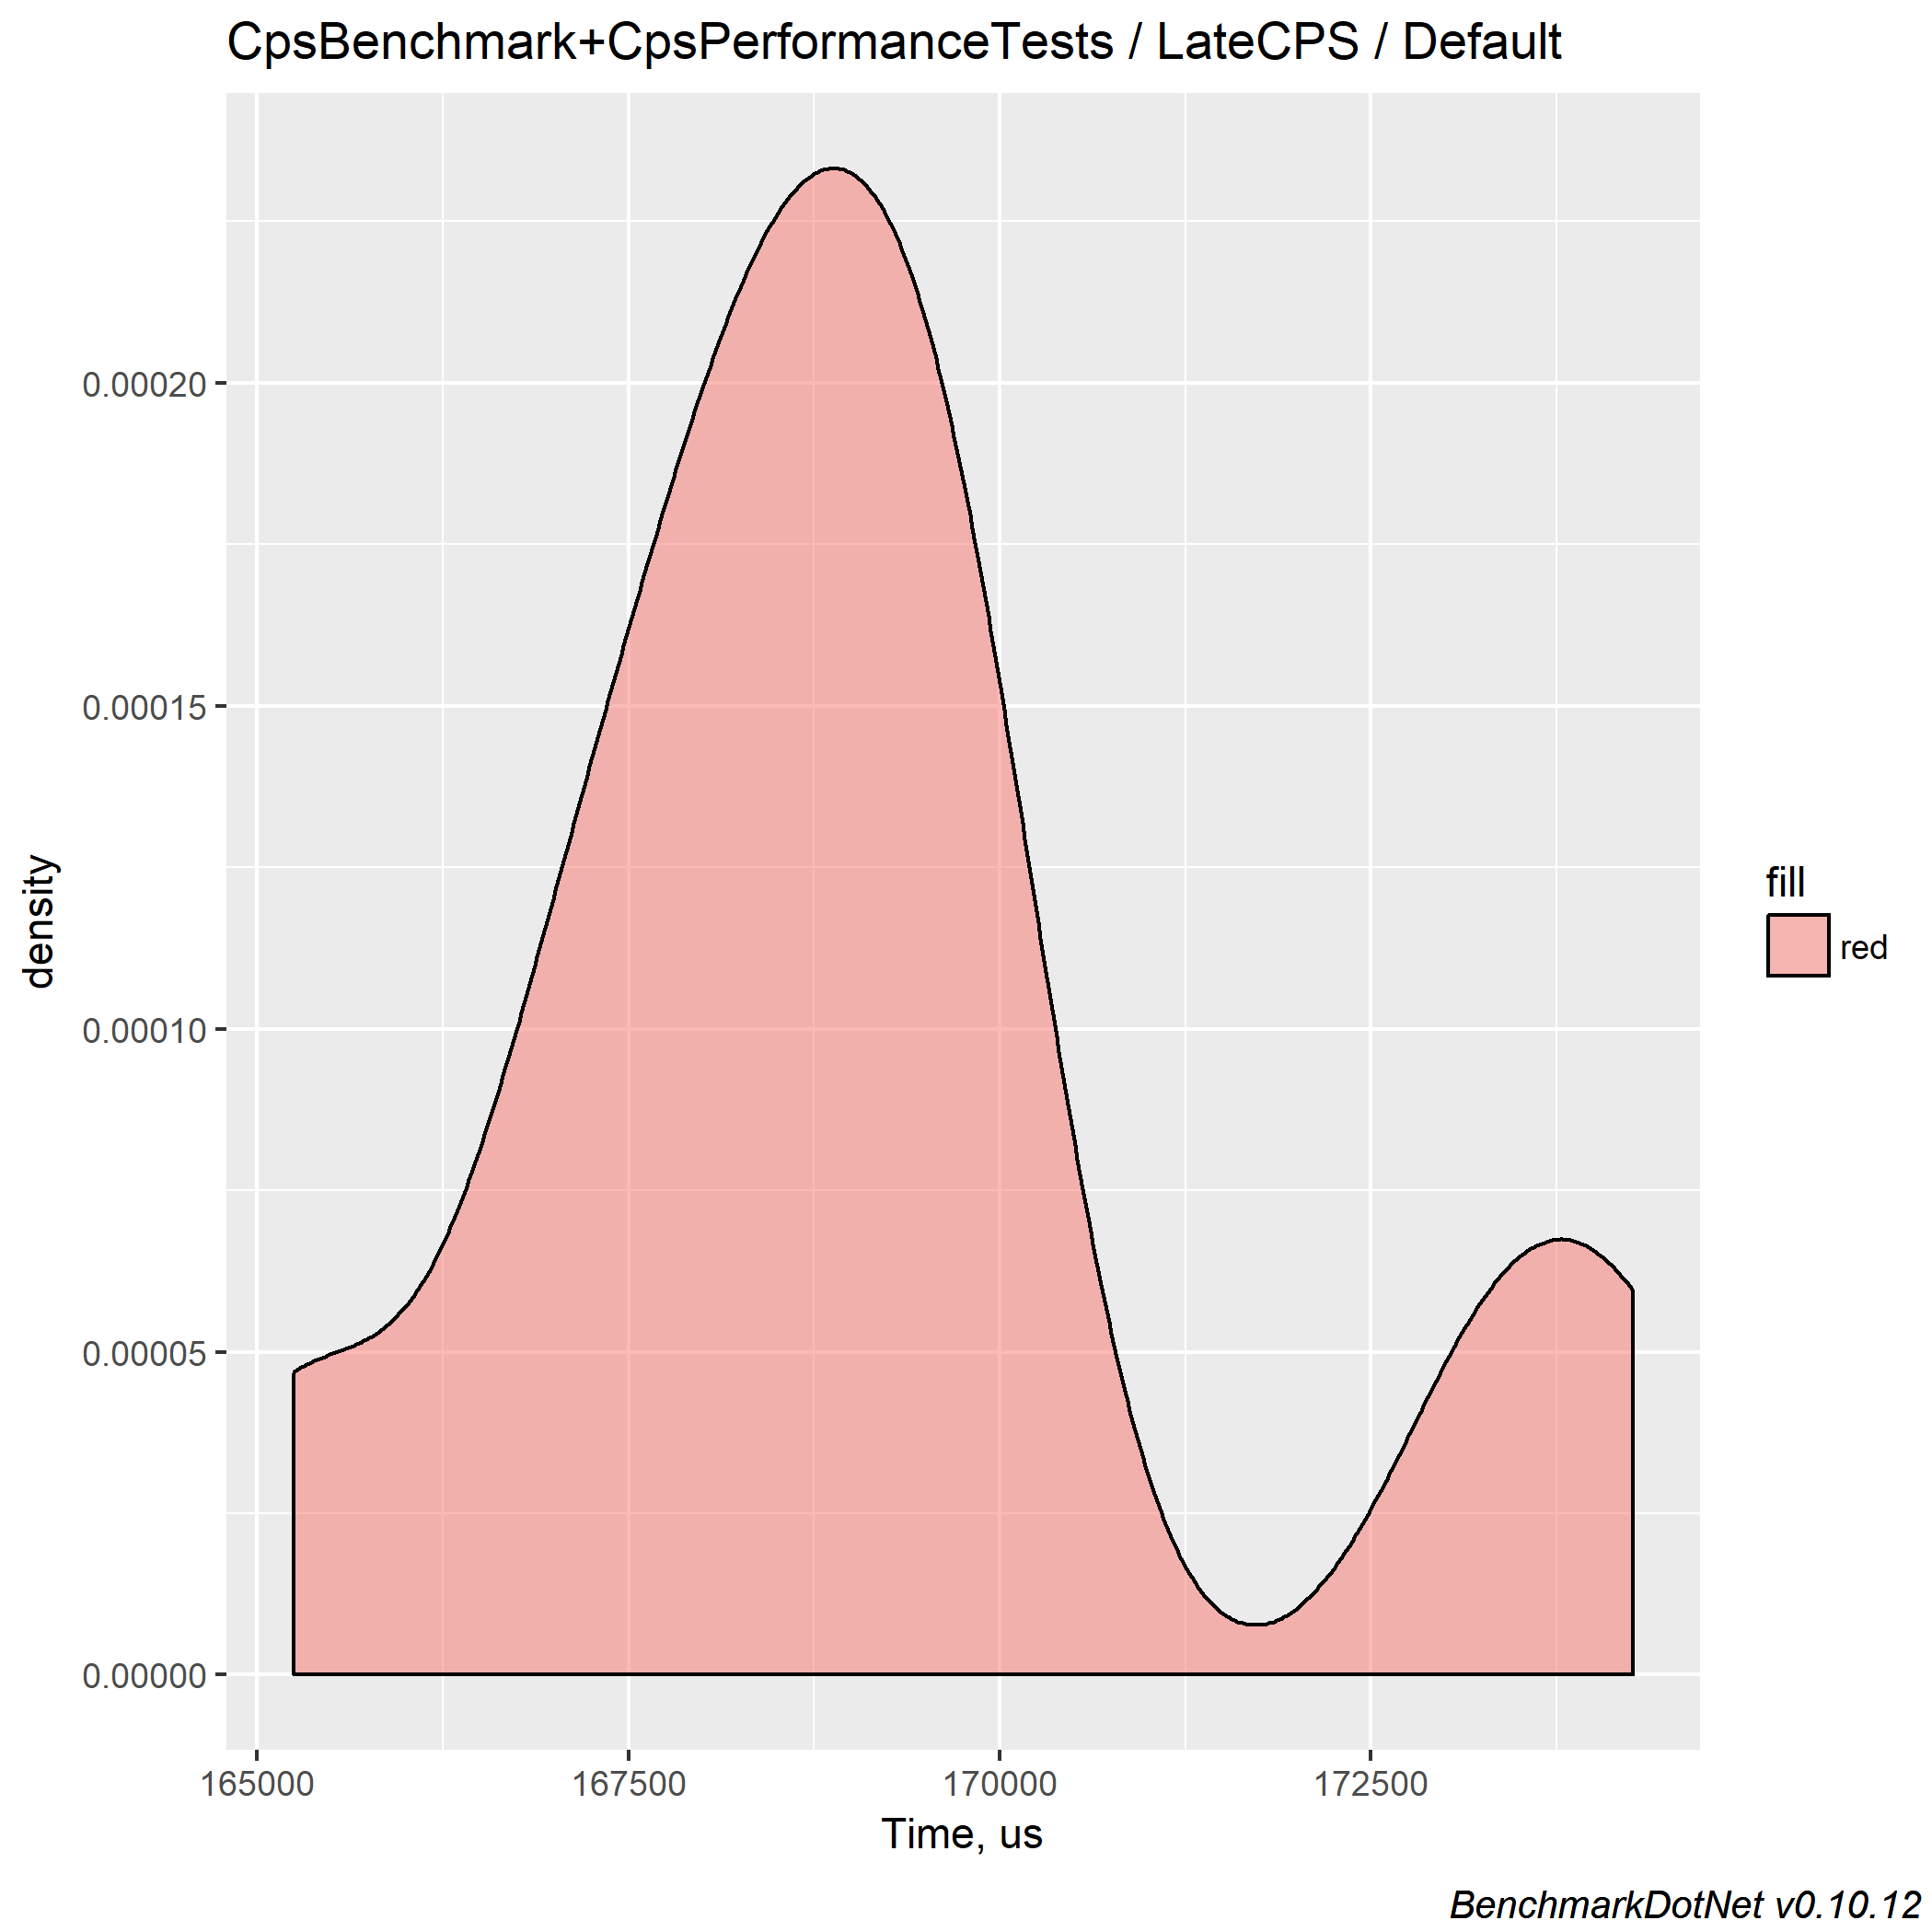 CpsBenchmark+CpsPerformanceTests / LateCPS / Default
density
0.00020
0.00015
0.00010
0.00005
0.00000
165000 167500 170000 172500
Time, us
fill
red
BenchmarkDotNet v0.10.12